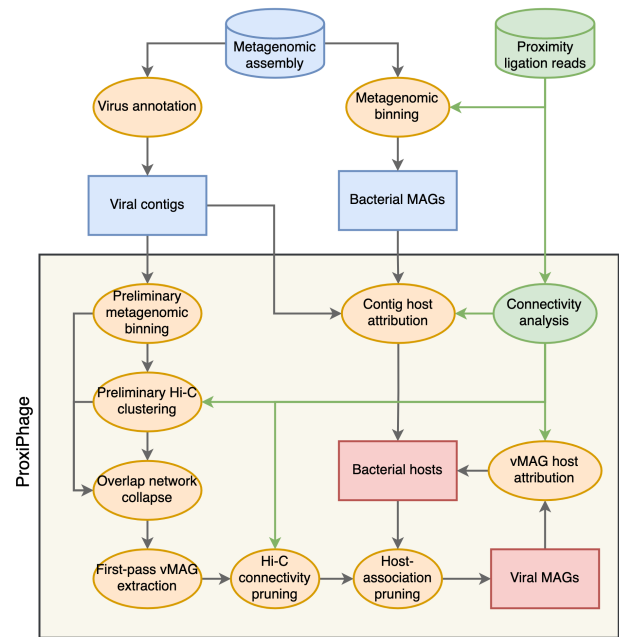 Metagenomic
assembly
Proximity
ligation reads
Virus annotation
Metagenomic
binning
Viral contigs
Bacterial MAGs
Preliminary
metagenomic
binning
Contig host
attribution
Connectivity
analysis
Preliminary Hi-C
clustering
ProxiPhage
Overlap network
collapse
Bacterial hosts
vMAG host
attribution
First-pass vMAG
extraction
Hi-C
connectivity
pruning
Host-
association
pruning
Viral MAGs